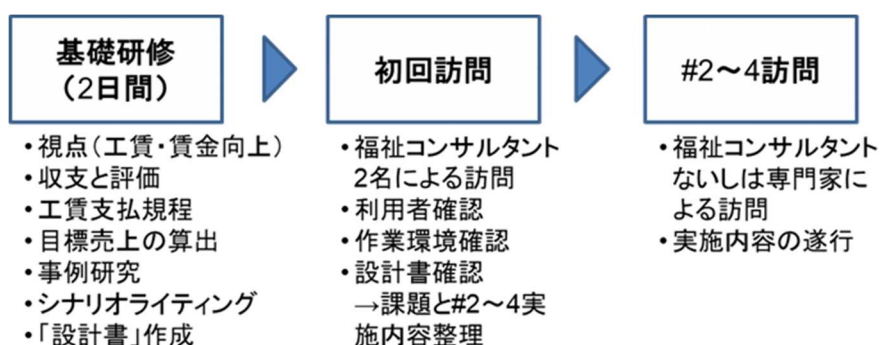 基礎研修
（2日間）
・視点（工賃・賃金向上）
・収支と評価
・工賃支払規程
・目標売上の算出
・事例研究
・シナリオライティング
・「設計書」作成
初回訪問
・福祉コンサルタント
2名による訪問
・利用者確認
・作業環境確認
・設計書確認
→課題と#2～4実
施内容整理
#2～4訪問
・福祉コンサルタント
ないしは専門家に
よる訪問
・実施内容の遂行